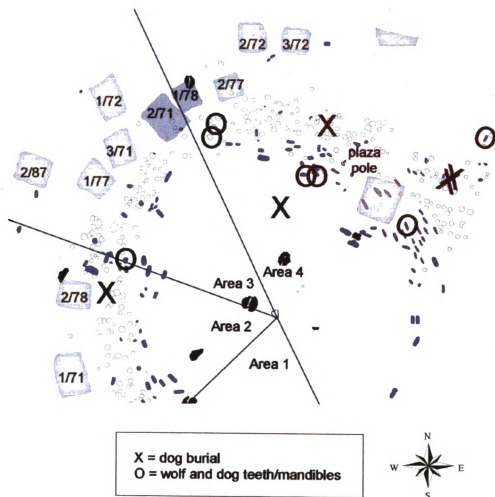 2/72
3/72
2/77
1/78
1/72
2/71
X
3/71
plaza
pole
1/77
2/87
O
X
Area 4
Area 3
2/78
X
Area 2
Area 1
1/71
N
W E
S
X = dog burial
O = wolf and dog teeth/mandibles